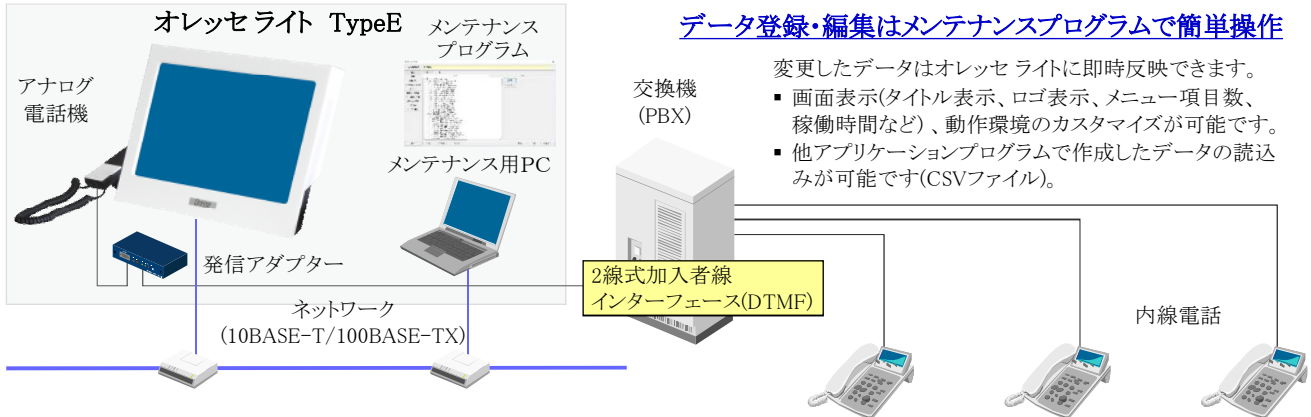 オレッセ ライト TypeE
メンテナンス
プログラム
アナログ
電話機
メンテナンス用PC
発信アダプター
ネットワーク
(10BASE-T/100BASE-TX)
データ登録・編集はメンテナンスプログラムで簡単操作
変更したデータはオレッセ ライトに即時反映できます。
▪ 画面表示(タイトル表示、ロゴ表示、メニュー項目数、
稼働時間など) 、動作環境のカスタマイズが可能です。
▪ 他アプリケーションプログラムで作成したデータの読込
みが可能です(CSVファイル)。
交換機
(PBX)
2線式加入者線
インターフェース(DTMF)
内線電話